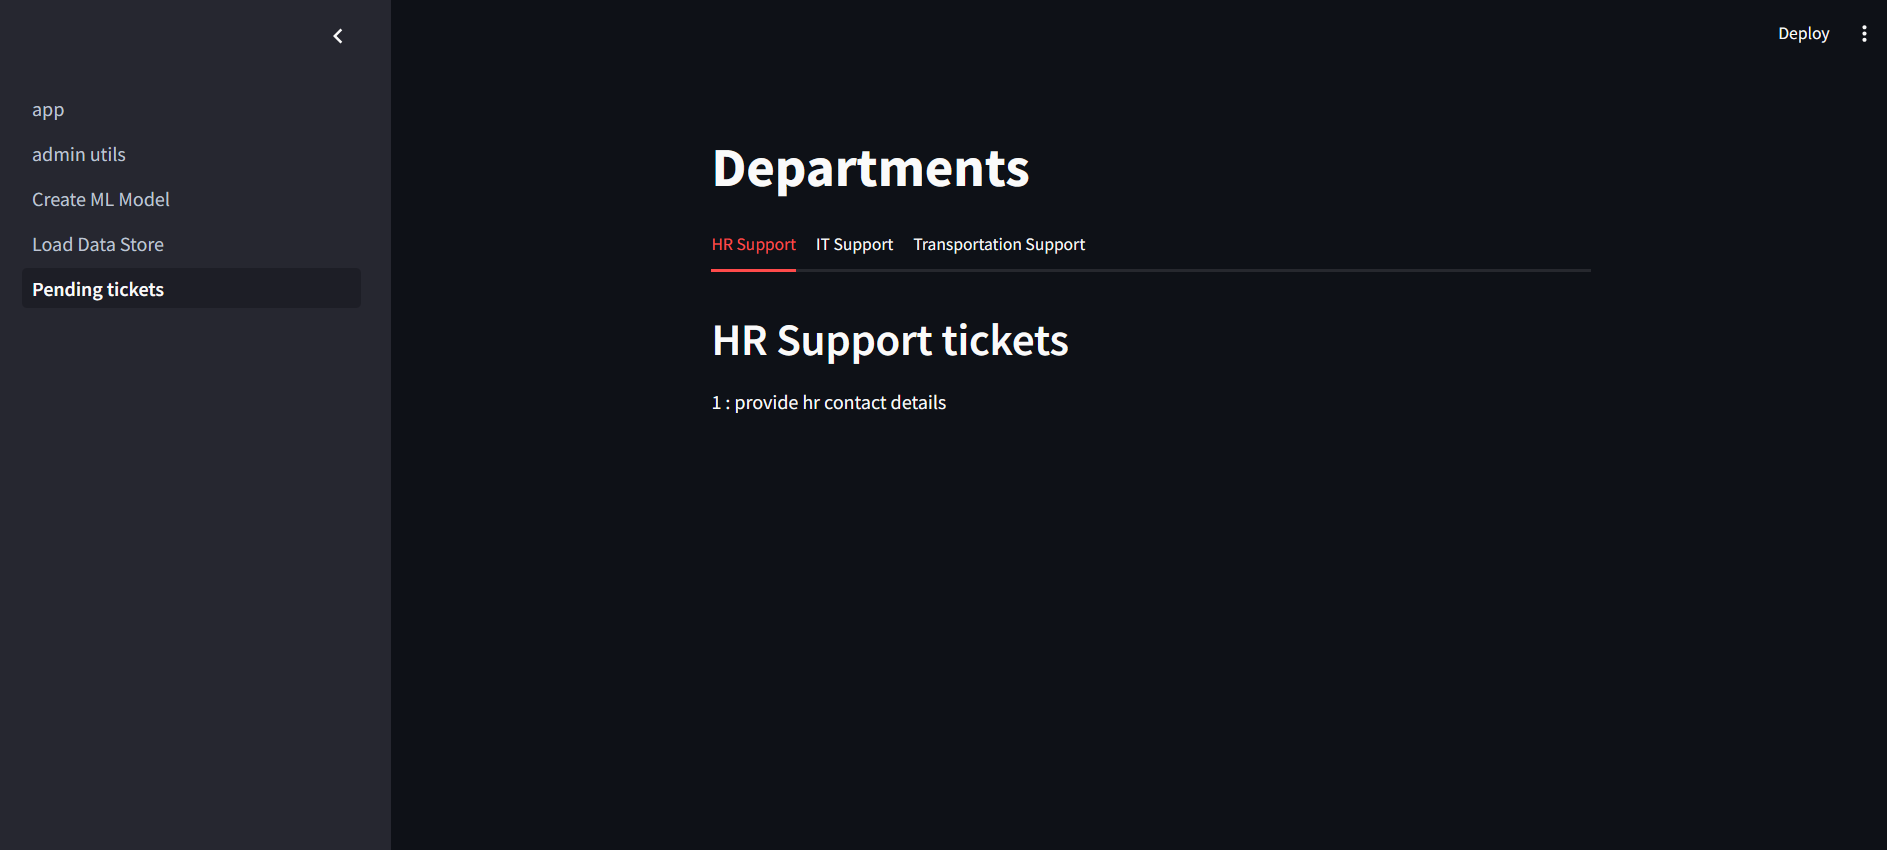 app
admin utils
Create ML Model
Load Data Store
Pending tickets
Deploy
Departments
HR Support IT Support Transportation Support
HR Support tickets
1 : provide hr contact details